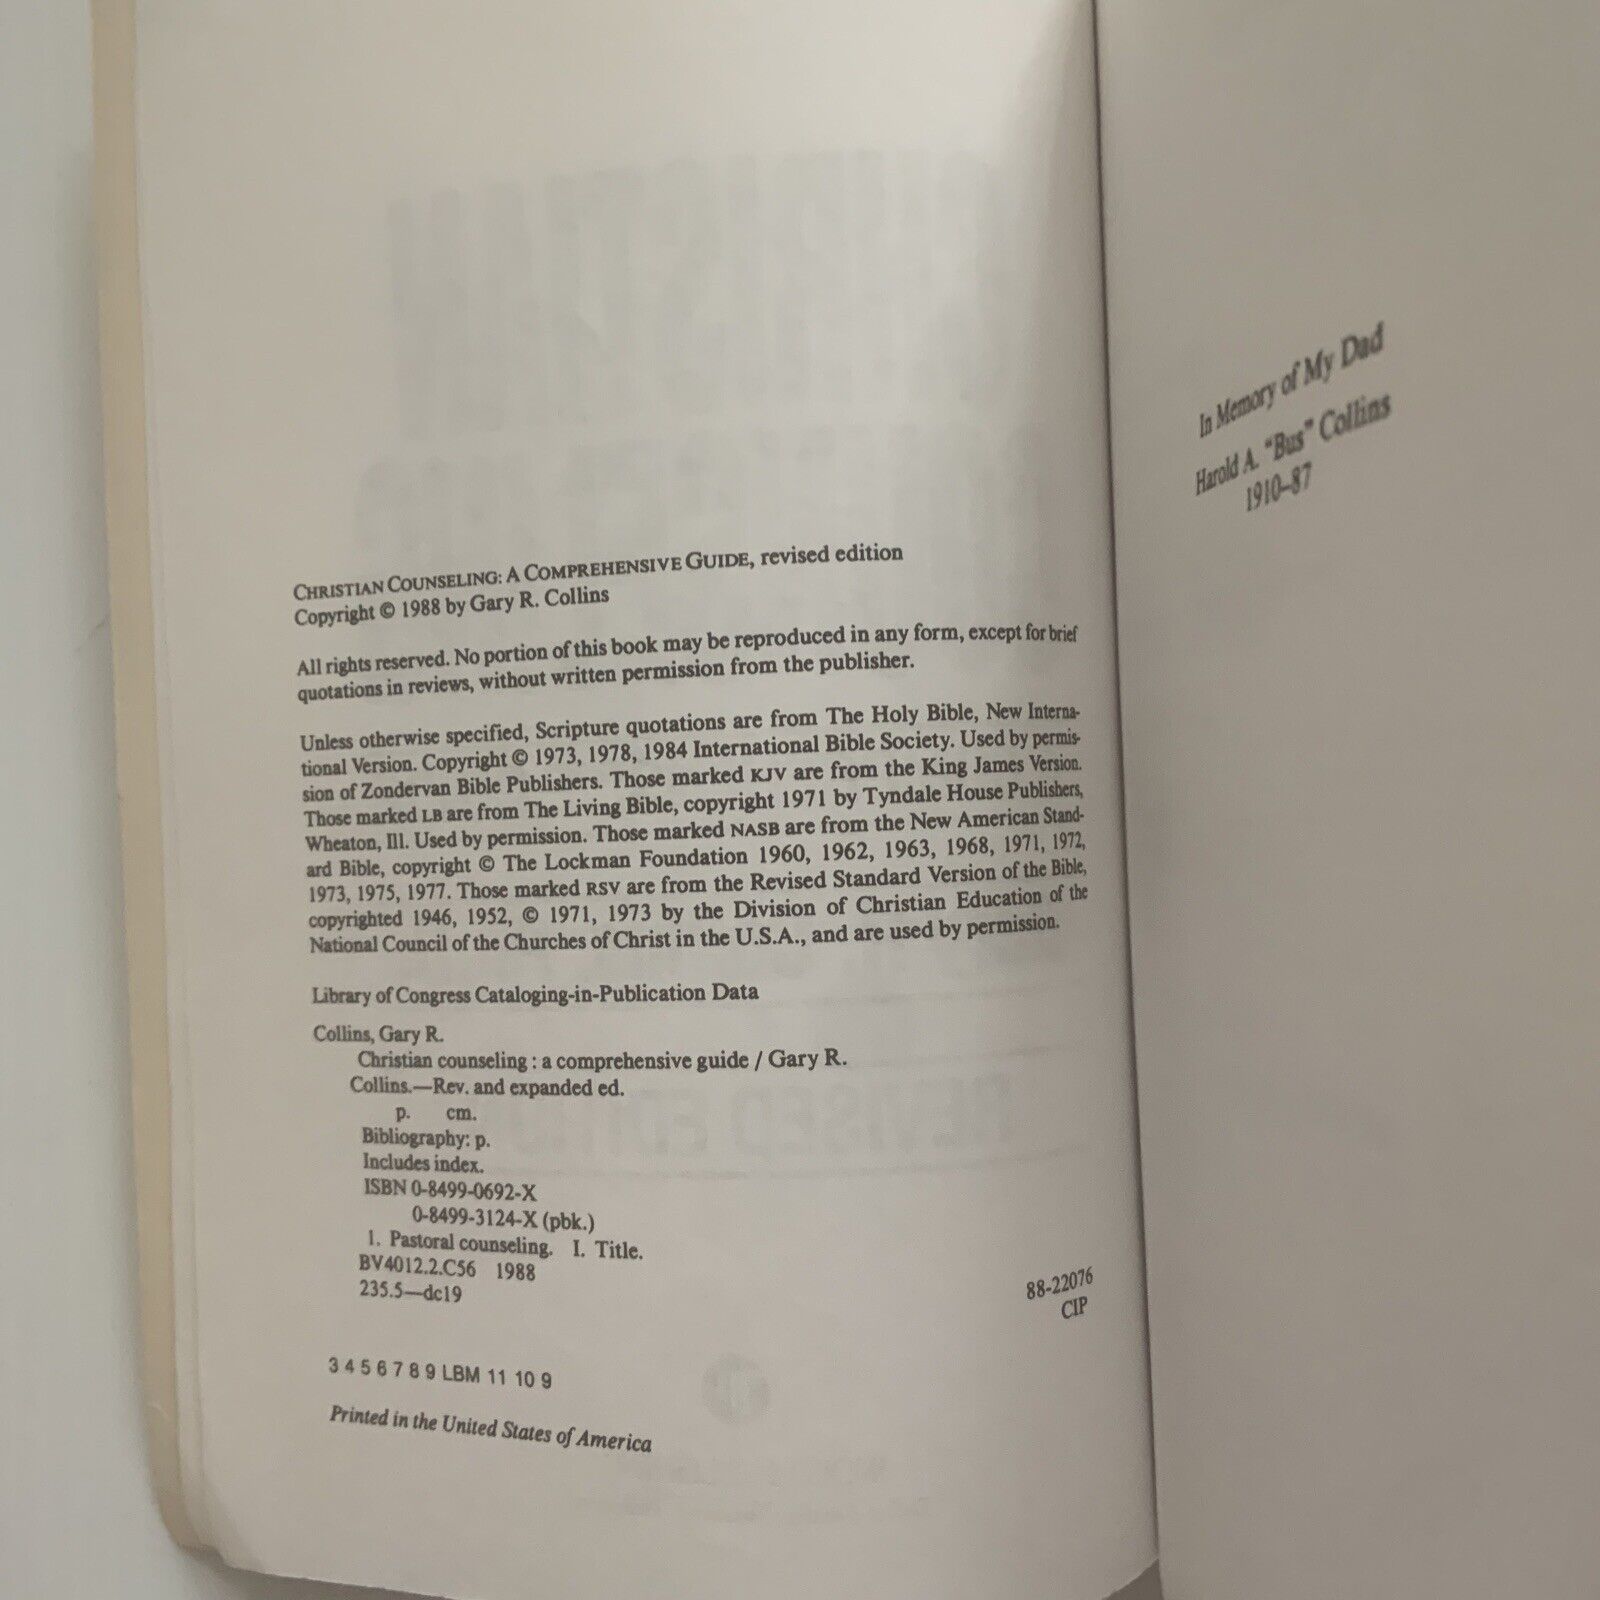 CHRISTIAN COUNSELING: A COMPREHENSIVE GUIDE, revised edition
Copyright © 1988 by Gary R. Collins
All rights reserved. No portion of this book may be reproduced in any form, except for brief
quotations in reviews, without written permission from the publisher.
Unless otherwise specified, Scripture quotations are from The Holy Bible, New Interna-
tional Version. Copyright © 1973, 1978, 1984 International Bible Society. Used by permis-
sion of Zondervan Bible Publishers. Those marked KJV are from the King James Version.
Those marked LB are from The Living Bible, copyright 1971 by Tyndale House Publishers,
Wheaton, Ill. Used by permission. Those marked NASB are from the New American Stand-
ard Bible, copyright © The Lockman Foundation 1960, 1962, 1963, 1968, 1971, 1972,
1973, 1975, 1977. Those marked RSV are from the Revised Standard Version of the Bible,
copyrighted 1946, 1952, © 1971, 1973 by the Division of Christian Education of the
National Council of the Churches of Christ in the U.S.A., and are used by permission.
Library of Congress Cataloging-in-Publication Data
Collins, Gary R.
Christian counseling : a comprehensive guide / Gary R.
Collins.—Rev. and expanded ed.
p. cm.
Bibliography: p.
Includes index.
ISBN 0-8499-0692-X
0-8499-3124-X (pbk.)
1. Pastoral counseling. I. Title.
BV4012.2.C56 1988
235.5—dc19
88-22076
CIP
3 4 5 6 7 8 9 LBM 11 10 9
Printed in the United States of America
In Memory of My Dad
Harold A. "Bus" Collins
1910–87